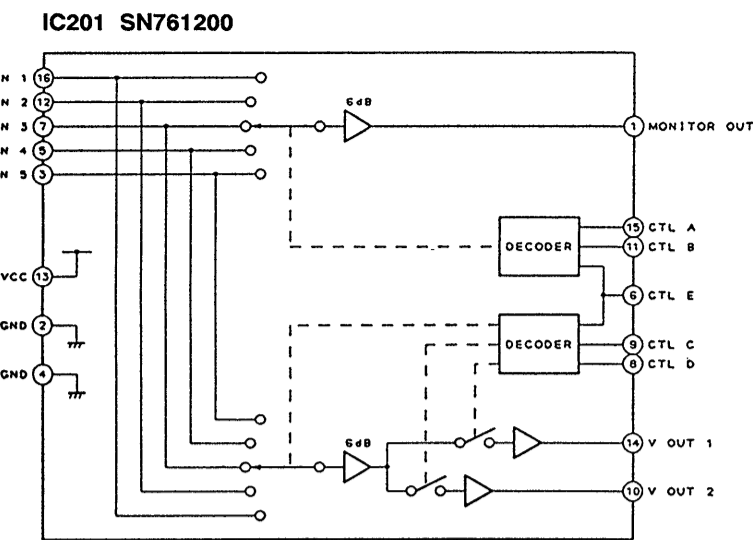 IC201 SN761200
N 1 16
N 2 12
N 3 7
N 4 5
N 5 3
6dB
1 MONITOR OUT
DECODER
15 CTL A
11 CTL B
VCC 13
6 CTL E
GND 2
DECODER
9 CTL C
8 CTL D
GND 4
6dB
14 V OUT 1
10 V OUT 2